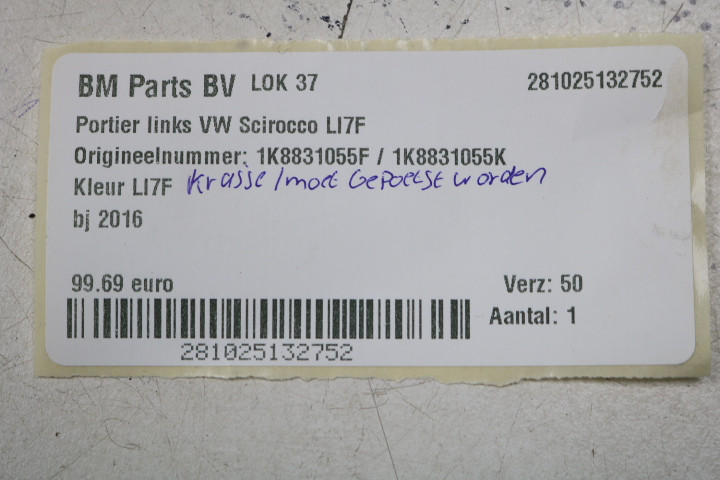 BM Parts BV LOK 37 281025132752
Portier links VW Scirocco LI7F
Origineelnummer: 1K8831055F / 1K8831055K
Kleur LI7F krasse / moet gepoetst worden
bj 2016
99.69 euro Verz: 50
Aantal: 1
281025132752